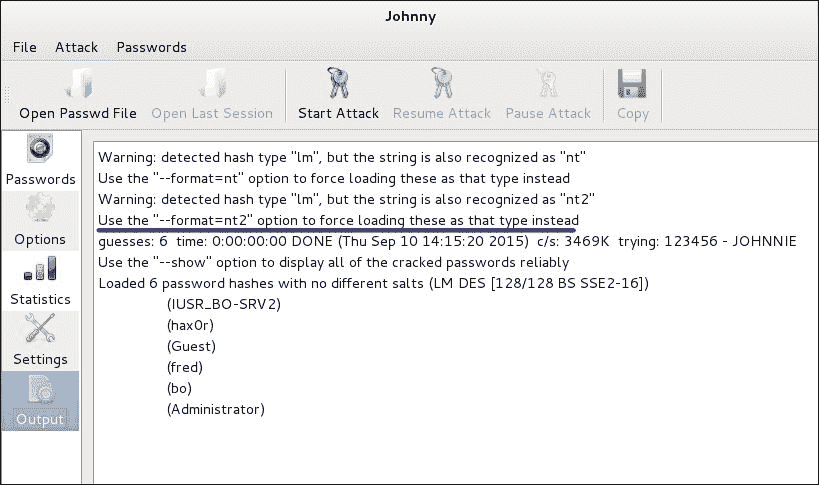 Johnny
File Attack Passwords
Open Passwd File Open Last Session Start Attack Resume Attack Pause Attack Copy
Passwords
Options
Statistics
Settings
Output
Warning: detected hash type "lm", but the string is also recognized as "nt"
Use the "--format=nt" option to force loading these as that type instead
Warning: detected hash type "lm", but the string is also recognized as "nt2"
Use the "--format=nt2" option to force loading these as that type instead
guesses: 6 time: 0:00:00:00 DONE (Thu Sep 10 14:15:20 2015) c/s: 3469K trying: 123456 - JOHNNIE
Use the "--show" option to display all of the cracked passwords reliably
Loaded 6 password hashes with no different salts (LM DES [128/128 BS SSE2-16])
(IUSR_BO-SRV2)
(hax0r)
(Guest)
(fred)
(bo)
(Administrator)